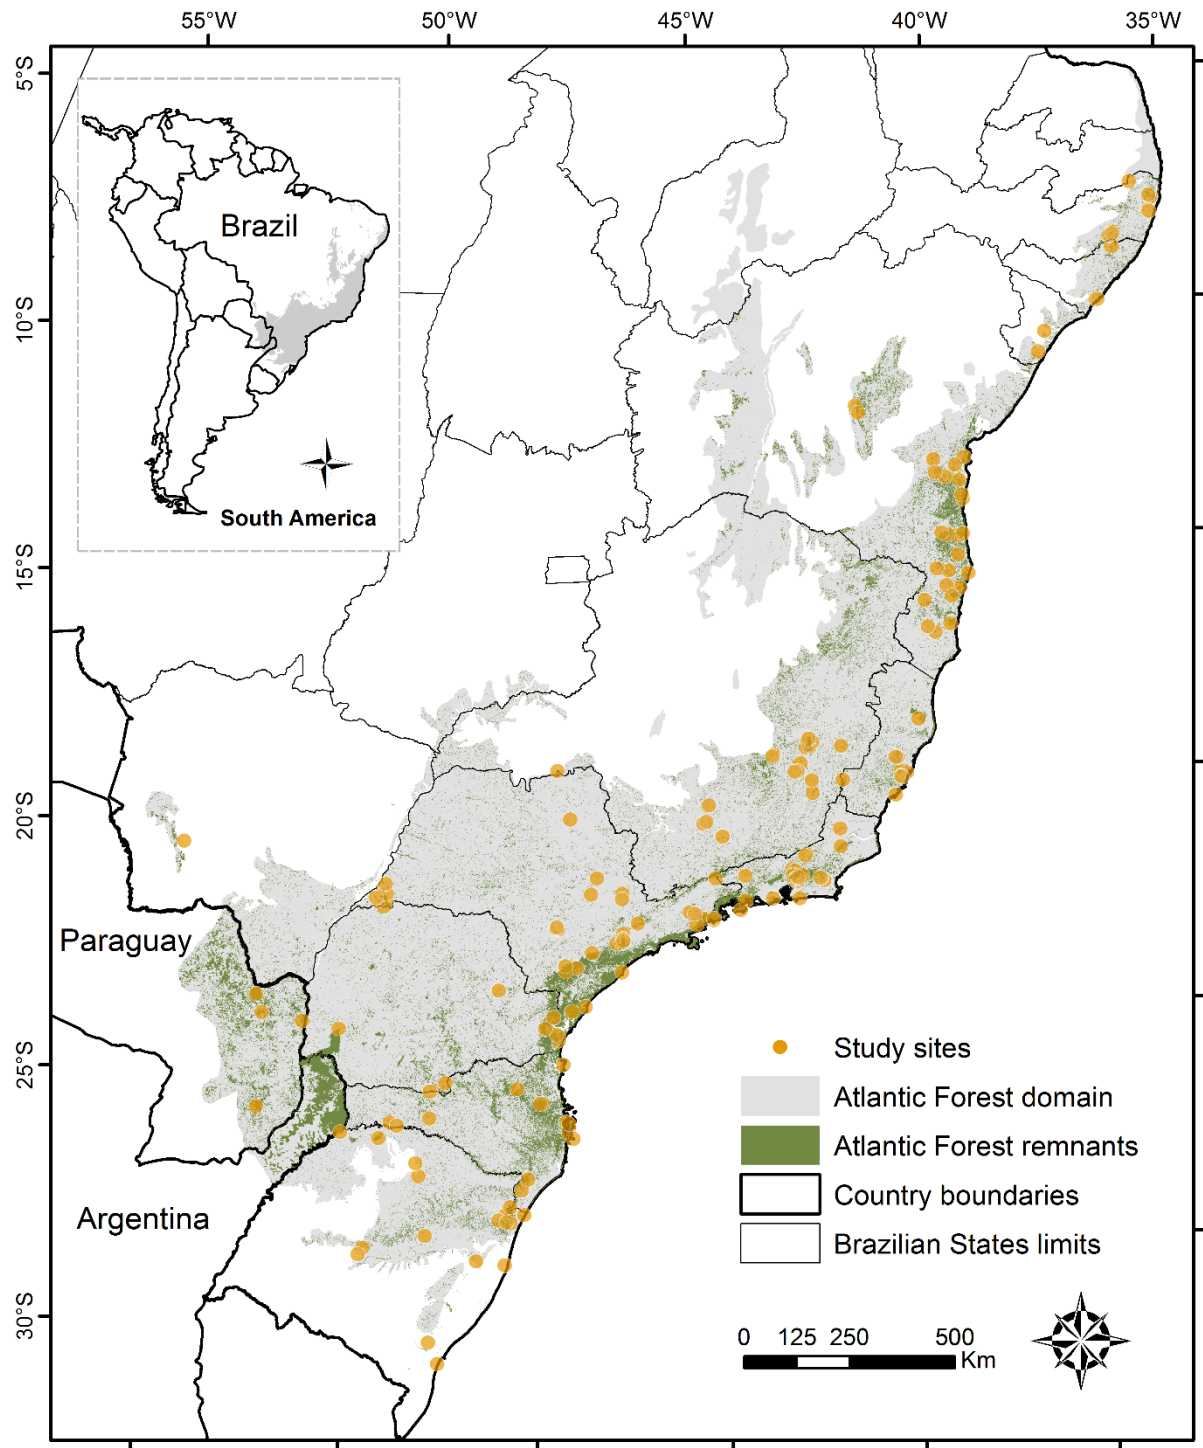 55°W 50°W 45°W 40°W 35°W
5°S
10°S
15°S
20°S
25°S
30°S
Brazil
South America
Paraguay
Argentina
Study sites
Atlantic Forest domain
Atlantic Forest remnants
Country boundaries
Brazilian States limits
0 125 250 500
Km